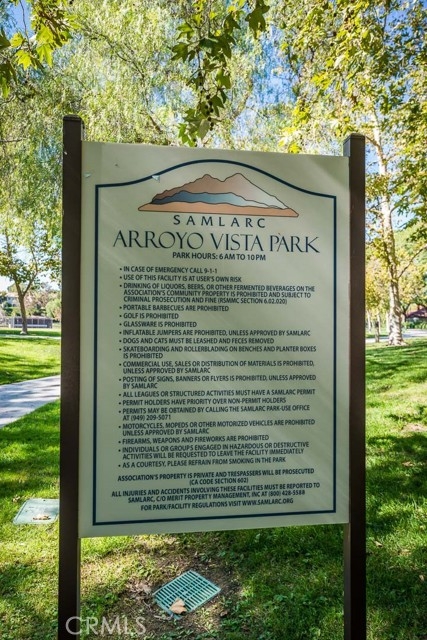 SAMLARC
ARROYO VISTA PARK
PARK HOURS: 6 AM TO 10 PM
• IN CASE OF EMERGENCY CALL 9-1-1
• USE OF THIS FACILITY IS AT USER'S OWN RISK
• DRINKING OF LIQUORS, BEERS, OR OTHER FERMENTED BEVERAGES ON THE
ASSOCIATION'S COMMUNITY PROPERTY IS PROHIBITED AND SUBJECT TO
CRIMINAL PROSECUTION AND FINE (RSMMC SECTION 6.02.020)
• PORTABLE BARBECUES ARE PROHIBITED
• GOLF IS PROHIBITED
• GLASSWARE IS PROHIBITED
• INFLATABLE JUMPERS ARE PROHIBITED, UNLESS APPROVED BY SAMLARC
• DOGS AND CATS MUST BE LEASHED AND FECES REMOVED
• SKATEBOARDING AND ROLLERBLADING ON BENCHES AND PLANTER BOXES
IS PROHIBITED
• COMMERCIAL USE, SALES OR DISTRIBUTION OF MATERIALS IS PROHIBITED,
UNLESS APPROVED BY SAMLARC
• POSTING OF SIGNS, BANNERS OR FLYERS IS PROHIBITED, UNLESS APPROVED
BY SAMLARC
• ALL LEAGUES OR STRUCTURED ACTIVITIES MUST HAVE A SAMLARC PERMIT
• PERMIT HOLDERS HAVE PRIORITY OVER NON-PERMIT HOLDERS
• PERMITS MAY BE OBTAINED BY CALLING THE SAMLARC PARK-USE OFFICE
AT (949) 209-5071
• MOTORCYCLES, MOPEDS OR OTHER MOTORIZED VEHICLES ARE PROHIBITED
UNLESS APPROVED BY SAMLARC
• FIREARMS, WEAPONS AND FIREWORKS ARE PROHIBITED
• INDIVIDUALS OR GROUPS ENGAGED IN HAZARDOUS OR DESTRUCTIVE
ACTIVITIES WILL BE REQUESTED TO LEAVE THE FACILITY IMMEDIATELY
• AS A COURTESY, PLEASE REFRAIN FROM SMOKING IN THE PARK
ASSOCIATION'S PROPERTY IS PRIVATE AND TRESPASSERS WILL BE PROSECUTED
(CA CODE SECTION 602)
ALL INJURIES AND ACCIDENTS INVOLVING THESE FACILITIES MUST BE REPORTED TO
SAMLARC, C/O MERIT PROPERTY MANAGEMENT, INC AT (800) 428-5588
FOR PARK/FACILITY REGULATIONS VISIT WWW.SAMLARC.ORG
CRMLS